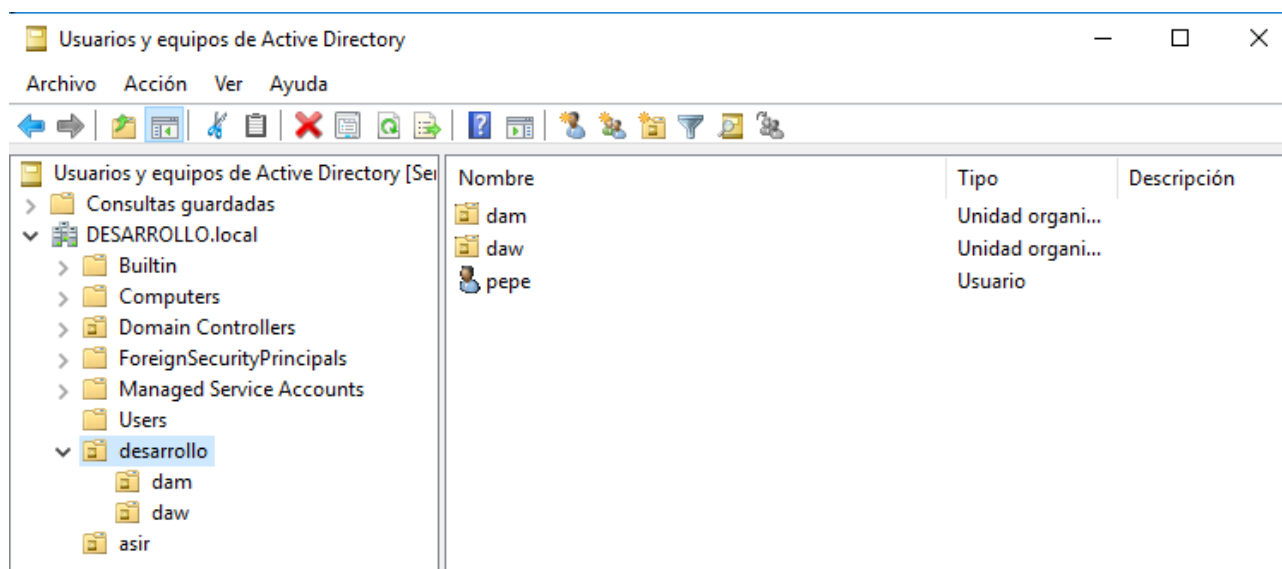 Usuarios y equipos de Active Directory
Archivo Acción Ver Ayuda
Usuarios y equipos de Active Directory [Ser
Consultas guardadas
DESARROLLO.local
Builtin
Computers
Domain Controllers
ForeignSecurityPrincipals
Managed Service Accounts
Users
desarrollo
dam
daw
asir
Nombre Tipo Descripción
dam Unidad organi...
daw Unidad organi...
pepe Usuario